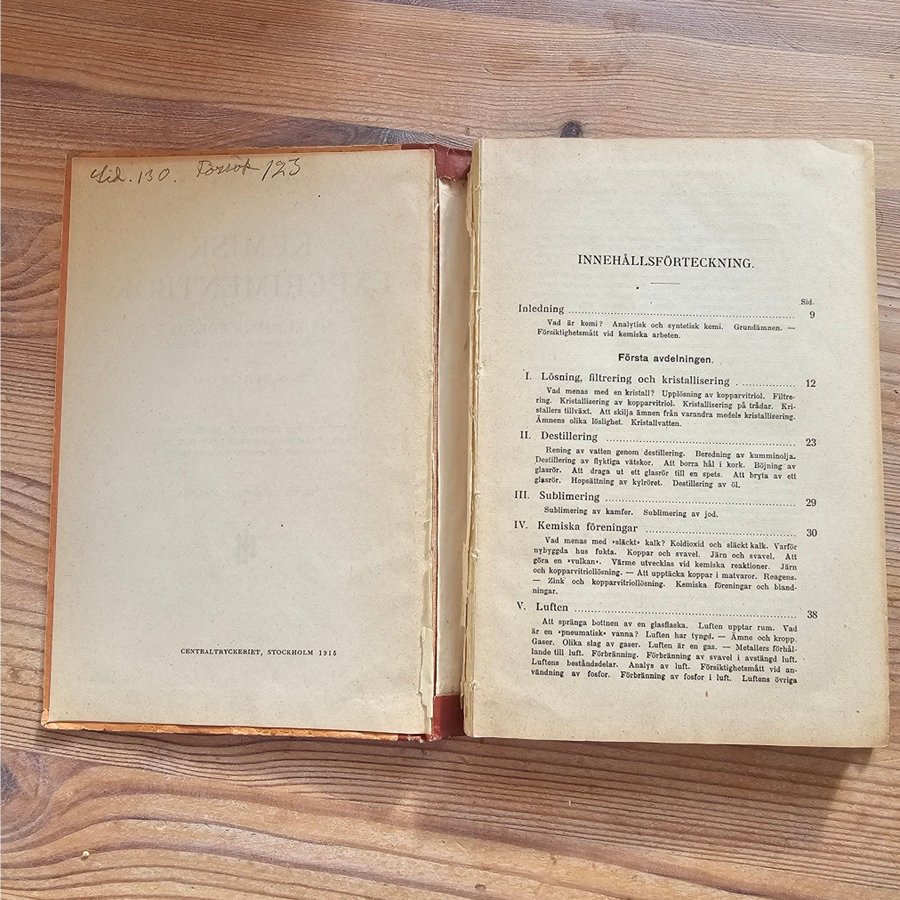 Sid. 130. Försök 123
KEMISK
EXPERIMENTBOK
CENTRALTRYCKERIET, STOCKHOLM 1915
INNEHÅLLSFÖRTECKNING.
Sid.
Inledning 9
Vad är kemi? Analytisk och syntetisk kemi. Grundämnen. —
Försiktighetsmått vid kemiska arbeten.
Första avdelningen.
I. Lösning, filtrering och kristallisering 12
Vad menas med en kristall? Upplösning av kopparvitriol. Filtre-
ring. Kristallisering av kopparvitriol. Kristallisering på trådar. Kri-
stallers tillväxt. Att skilja ämnen från varandra medels kristallisering.
Ämnens olika löslighet. Kristallvatten.
II. Destillering 23
Rening av vatten genom destillering. Beredning av kumminolja.
Destillering av flyktiga vätskor. Att borra hål i kork. Böjning av
glasrör. Att draga ut ett glasrör till en spets. Att bryta av ett
glasrör. Hopsättning av kylröret. Destillering av öl.
III. Sublimering 29
Sublimering av kamfer. Sublimering av jod.
IV. Kemiska föreningar 30
Vad menas med »släckt» kalk? Koldioxid och släckt kalk. Varför
nybyggda hus fukta. Koppar och svavel. Järn och svavel. Att
göra en »vulkan». Värme utvecklas vid kemiska reaktioner. Järn
och kopparvitriollösning. — Att upptäcka koppar i matvaror. Reagens.
— Zink och kopparvitriollösning. Kemiska föreningar och bland-
ningar.
V. Luften 38
Att spränga bottnen av en glasflaska. Luften upptar rum. Vad
är en »pneumatisk» vanna? Luften har tyngd. — Ämne och kropp.
Gaser. Olika slag av gaser. Luften är en gas. — Metallers förhål-
lande till luft. Förbränning. Förbränning av svavel i avstängd luft.
Luftens beståndsdelar. Analys av luft. Försiktighetsmått vid an-
vändning av fosfor. Förbränning av fosfor i luft. Luftens övriga